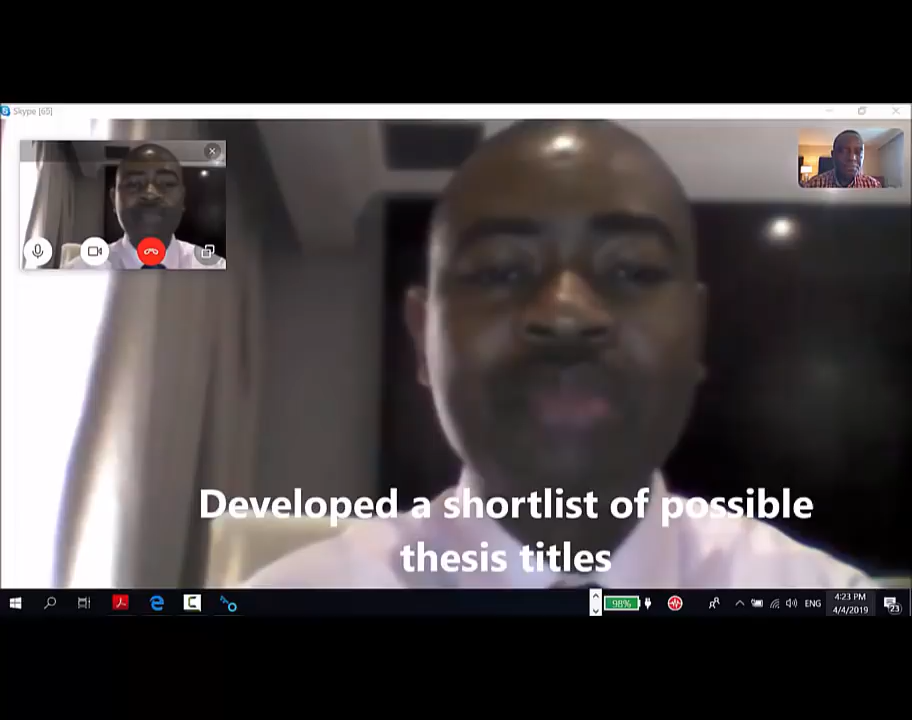 Skype [65]
Developed a shortlist of possible
thesis titles
98%
ENG
4:23 PM
4/4/2019
23